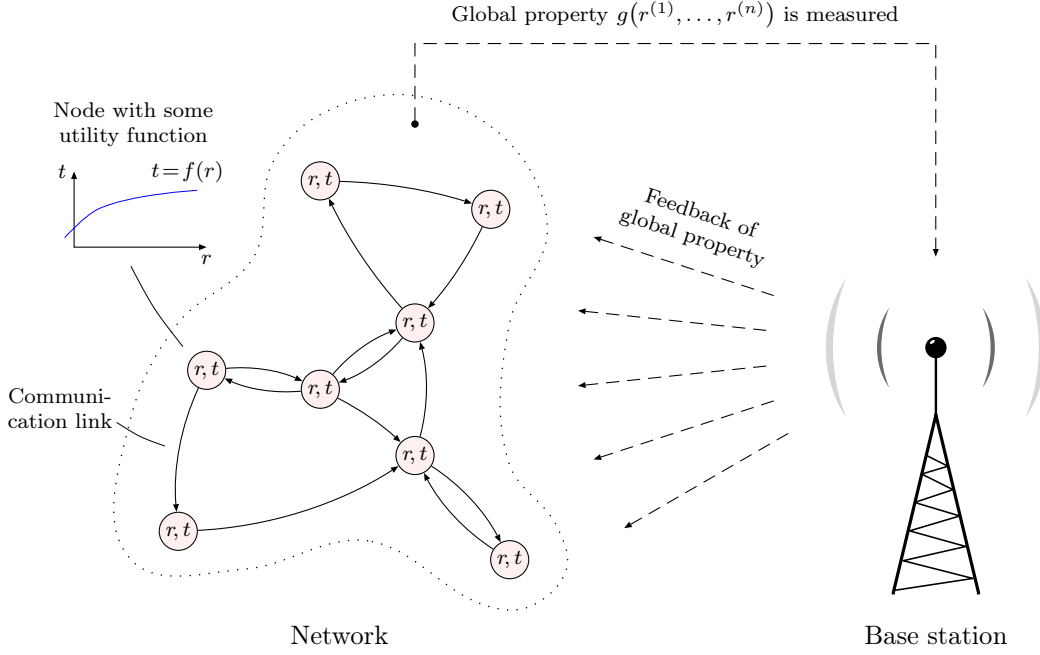 Global property g(r⁽¹⁾, . . . , r⁽ⁿ⁾) is measured
Node with some
utility function
t
t = f(r)
r
Feedback of
global property
r, t
r, t
r, t
r, t
r, t
Communi-
cation link
r, t
r, t
r, t
Network
Base station